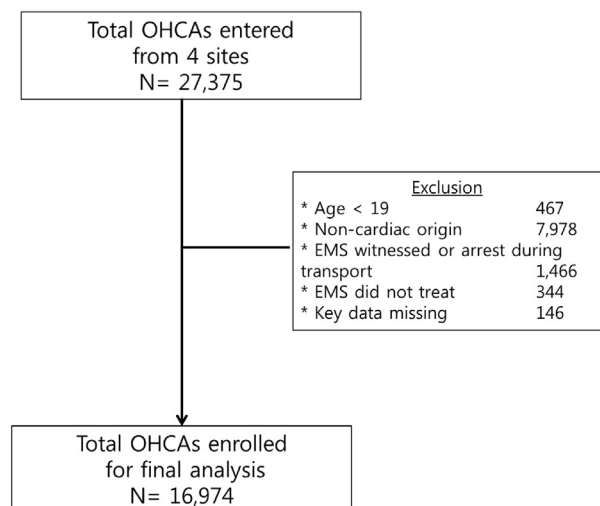 Total OHCAs entered
from 4 sites
N= 27,375
Exclusion
* Age < 19 467
* Non-cardiac origin 7,978
* EMS witnessed or arrest during
transport 1,466
* EMS did not treat 344
* Key data missing 146
Total OHCAs enrolled
for final analysis
N= 16,974